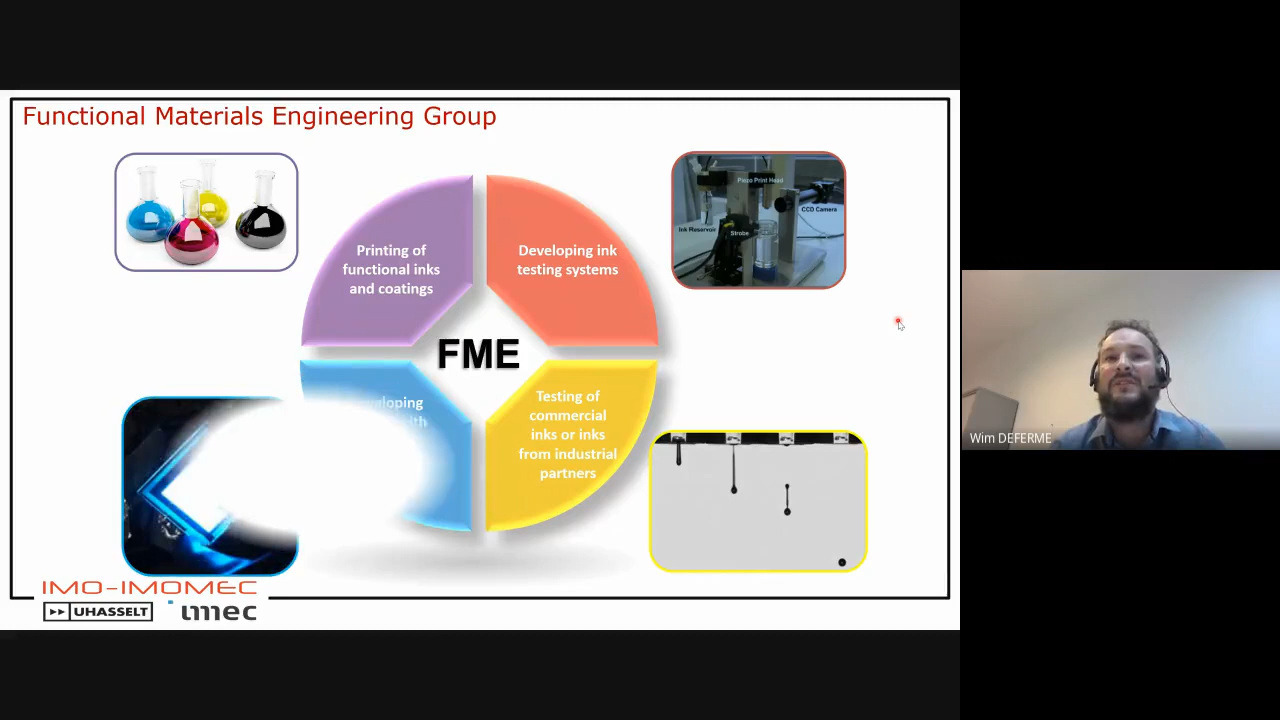 Functional Materials Engineering Group
Printing of
functional inks
and coatings
Developing ink
testing systems
Piezo Print Head
CCD Camera
Ink Reservoir
Strobe
FME
Testing of
commercial
inks or inks
from industrial
partners
Wim DEFERME
IMO-IMOMEC
UHASSELT
imec